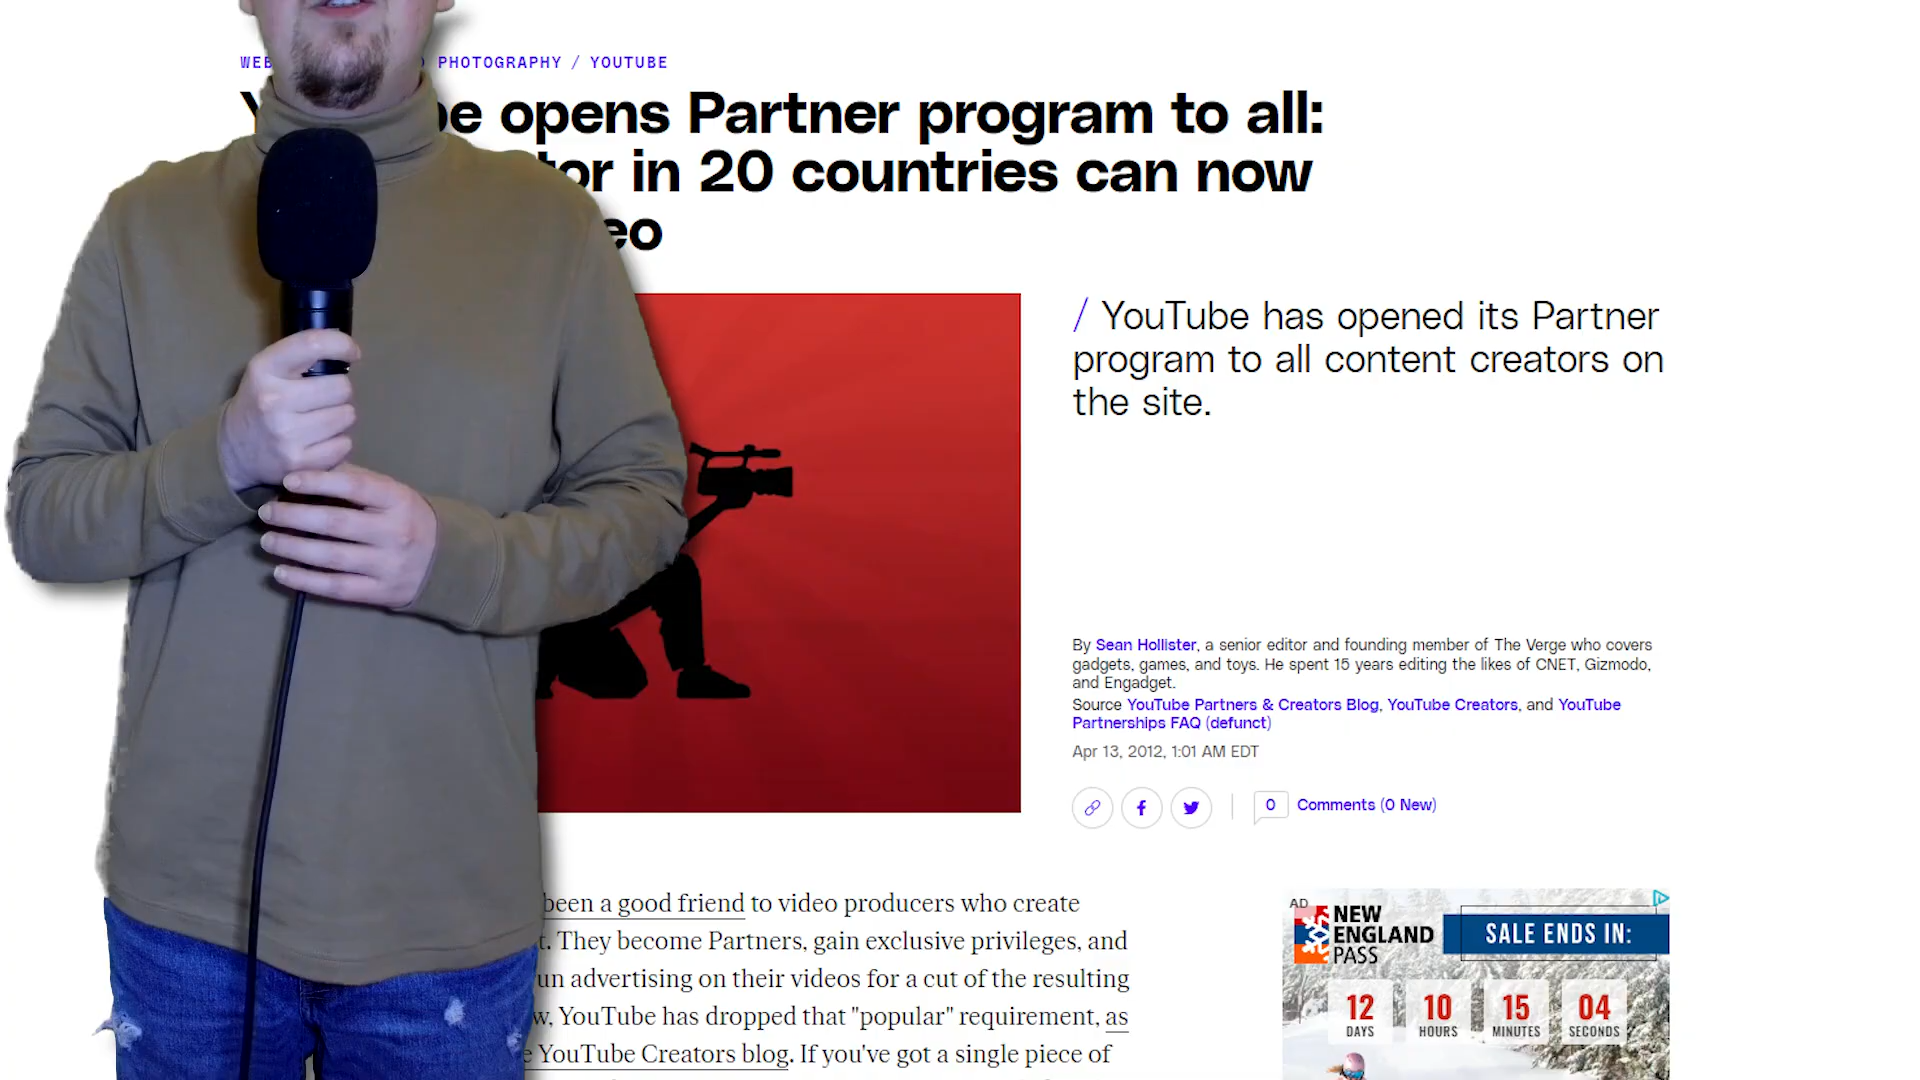 PHOTOGRAPHY / YOUTUBE
opens Partner program to all:
in 20 countries can now
/ YouTube has opened its Partner
program to all content creators on
the site.
By Sean Hollister, a senior editor and founding member of The Verge who covers
gadgets, games, and toys. He spent 15 years editing the likes of CNET, Gizmodo,
and Engadget.
Source YouTube Partners & Creators Blog, YouTube Creators, and YouTube
Partnerships FAQ (defunct)
Apr 13, 2012, 1:01 AM EDT
0 Comments (0 New)
been a good friend to video producers who create
They become Partners, gain exclusive privileges, and
advertising on their videos for a cut of the resulting
YouTube has dropped that "popular" requirement, as
YouTube Creators blog. If you've got a single piece of
AD
NEW
ENGLAND
PASS
SALE ENDS IN:
12 10 15 04
DAYS HOURS MINUTES SECONDS